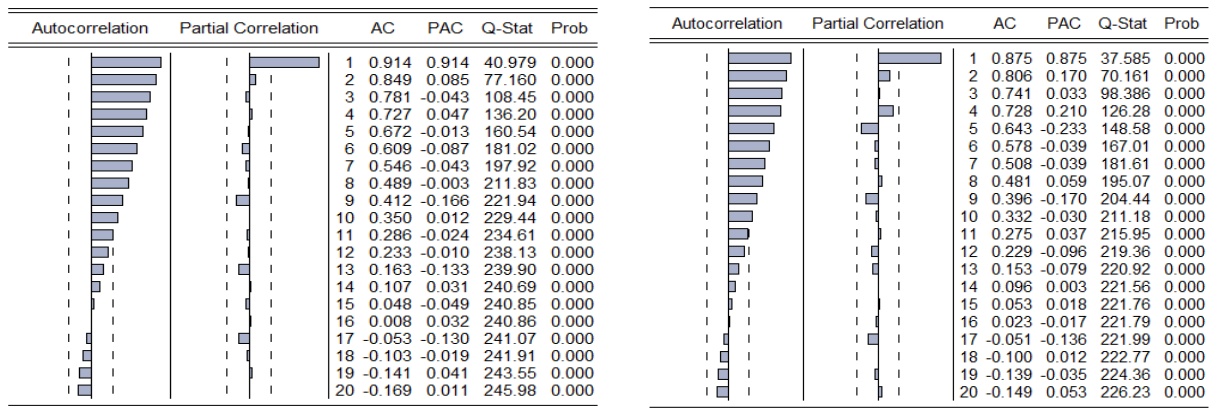 Autocorrelation Partial Correlation AC PAC Q-Stat Prob
1 0.914 0.914 40.979 0.000
2 0.849 0.085 77.160 0.000
3 0.781 -0.043 108.45 0.000
4 0.727 0.047 136.20 0.000
5 0.672 -0.013 160.54 0.000
6 0.609 -0.087 181.02 0.000
7 0.546 -0.043 197.92 0.000
8 0.489 -0.003 211.83 0.000
9 0.412 -0.166 221.94 0.000
10 0.350 0.012 229.44 0.000
11 0.286 -0.024 234.61 0.000
12 0.233 -0.010 238.13 0.000
13 0.163 -0.133 239.90 0.000
14 0.107 0.031 240.69 0.000
15 0.048 -0.049 240.85 0.000
16 0.008 0.032 240.86 0.000
17 -0.053 -0.130 241.07 0.000
18 -0.103 -0.019 241.91 0.000
19 -0.141 0.041 243.55 0.000
20 -0.169 0.011 245.98 0.000
Autocorrelation Partial Correlation AC PAC Q-Stat Prob
1 0.875 0.875 37.585 0.000
2 0.806 0.170 70.161 0.000
3 0.741 0.033 98.386 0.000
4 0.728 0.210 126.28 0.000
5 0.643 -0.233 148.58 0.000
6 0.578 -0.039 167.01 0.000
7 0.508 -0.039 181.61 0.000
8 0.481 0.059 195.07 0.000
9 0.396 -0.170 204.44 0.000
10 0.332 -0.030 211.18 0.000
11 0.275 0.037 215.95 0.000
12 0.229 -0.096 219.36 0.000
13 0.153 -0.079 220.92 0.000
14 0.096 0.003 221.56 0.000
15 0.053 0.018 221.76 0.000
16 0.023 -0.017 221.79 0.000
17 -0.051 -0.136 221.99 0.000
18 -0.100 0.012 222.77 0.000
19 -0.139 -0.035 224.36 0.000
20 -0.149 0.053 226.23 0.000